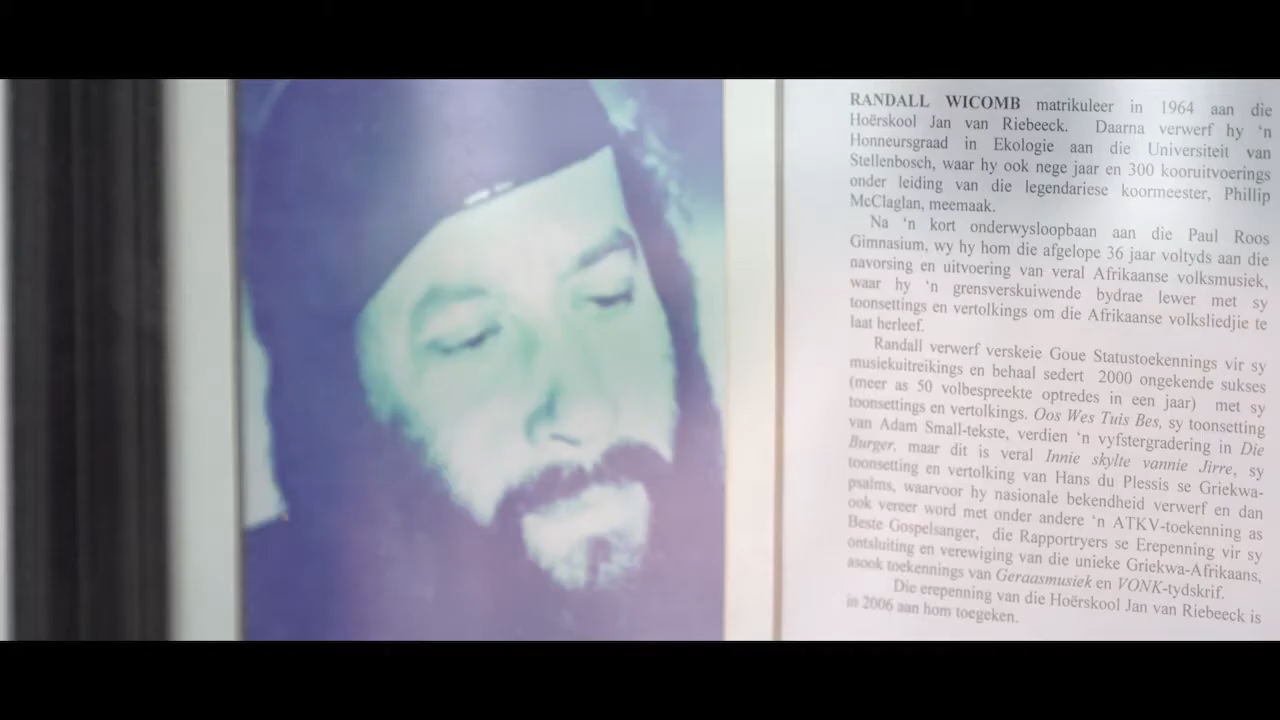 RANDALL WICOMB matrikuleer in 1964 aan die
Hoërskool Jan van Riebeeck. Daarna verwerf hy ‘n
Honneursgraad in Ekologie aan die Universiteit van
Stellenbosch, waar hy ook nege jaar en 300 kooruitvoerings
onder leiding van die legendariese koormeester, Phillip
McClaglan, meemaak.
Na ‘n kort onderwysloopbaan aan die Paul Roos
Gimnasium, wy hy hom die afgelope 36 jaar voltyds aan die
navorsing en uitvoering van veral Afrikaanse volksmusiek,
waar hy ‘n grensverskuiwende bydrae lewer met sy
toonsettings en vertolkings om die Afrikaanse volksliedjie te
laat herleef.
Randall verwerf verskeie Goue Statustoekennings vir sy
musiekuitreikings en behaal sedert 2000 ongekende sukses
(meer as 50 volbespreekte optredes in een jaar) met sy
toonsettings en vertolkings. Oos Wes Tuis Bes, sy toonsetting
van Adam Small-tekste, verdien ‘n vyfstergradering in Die
Burger, maar dit is veral Innie skylte vannie Jirre, sy
toonsetting en vertolking van Hans du Plessis se Griekwa-
psalms, waarvoor hy nasionale bekendheid verwerf en dan
ook vereer word met onder andere ‘n ATKV-toekenning as
Beste Gospelsanger, die Rapportryers se Erepenning vir sy
ontsluiting en verewiging van die unieke Griekwa-Afrikaans,
asook toekennings van Geraasmusiek en VONK-tydskrif.
Die erepenning van die Hoërskool Jan van Riebeeck is
in 2006 aan hom toegeken.